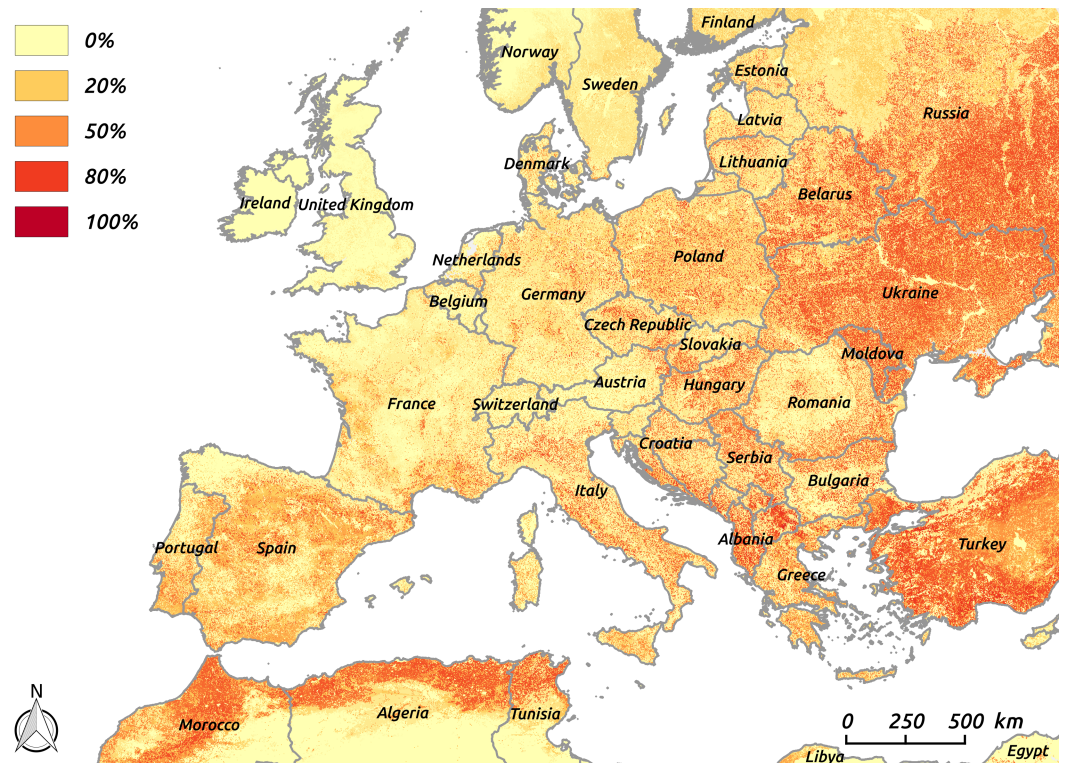 0%
20%
50%
80%
100%
Finland
Norway
Sweden
Estonia
Russia
Latvia
Denmark
Lithuania
Belarus
Ireland
United Kingdom
Netherlands
Poland
Germany
Ukraine
Belgium
Czech Republic
Slovakia
Moldova
Austria
Hungary
France
Switzerland
Romania
Croatia
Serbia
Bulgaria
Italy
Portugal
Spain
Albania
Turkey
Greece
N
Morocco
Algeria
Tunisia
0 250 500 km
Libya
Egypt